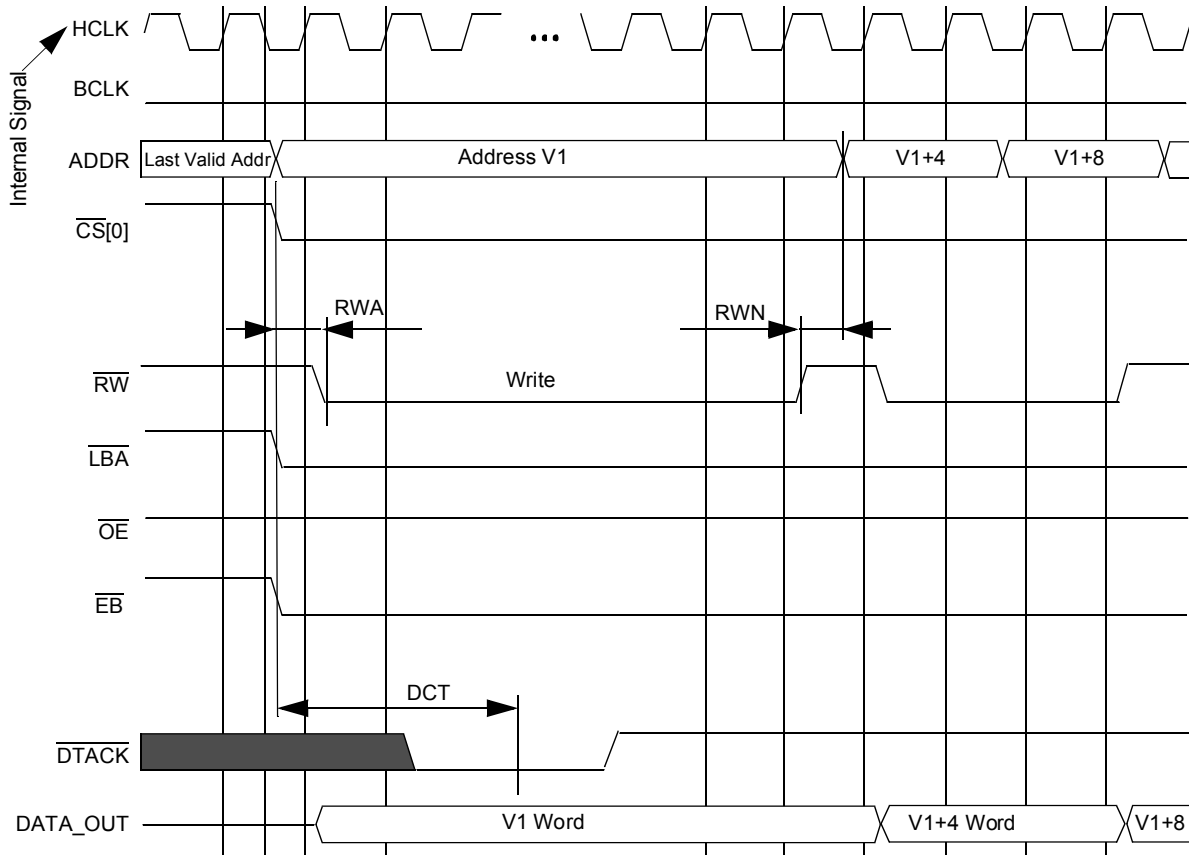 HCLK
...
Internal Signal
BCLK
ADDR Last Valid Addr Address V1 V1+4 V1+8
CS[0]
RWA RWN
RW Write
LBA
OE
EB
DCT
DTACK
DATA_OUT V1 Word V1+4 Word V1+8